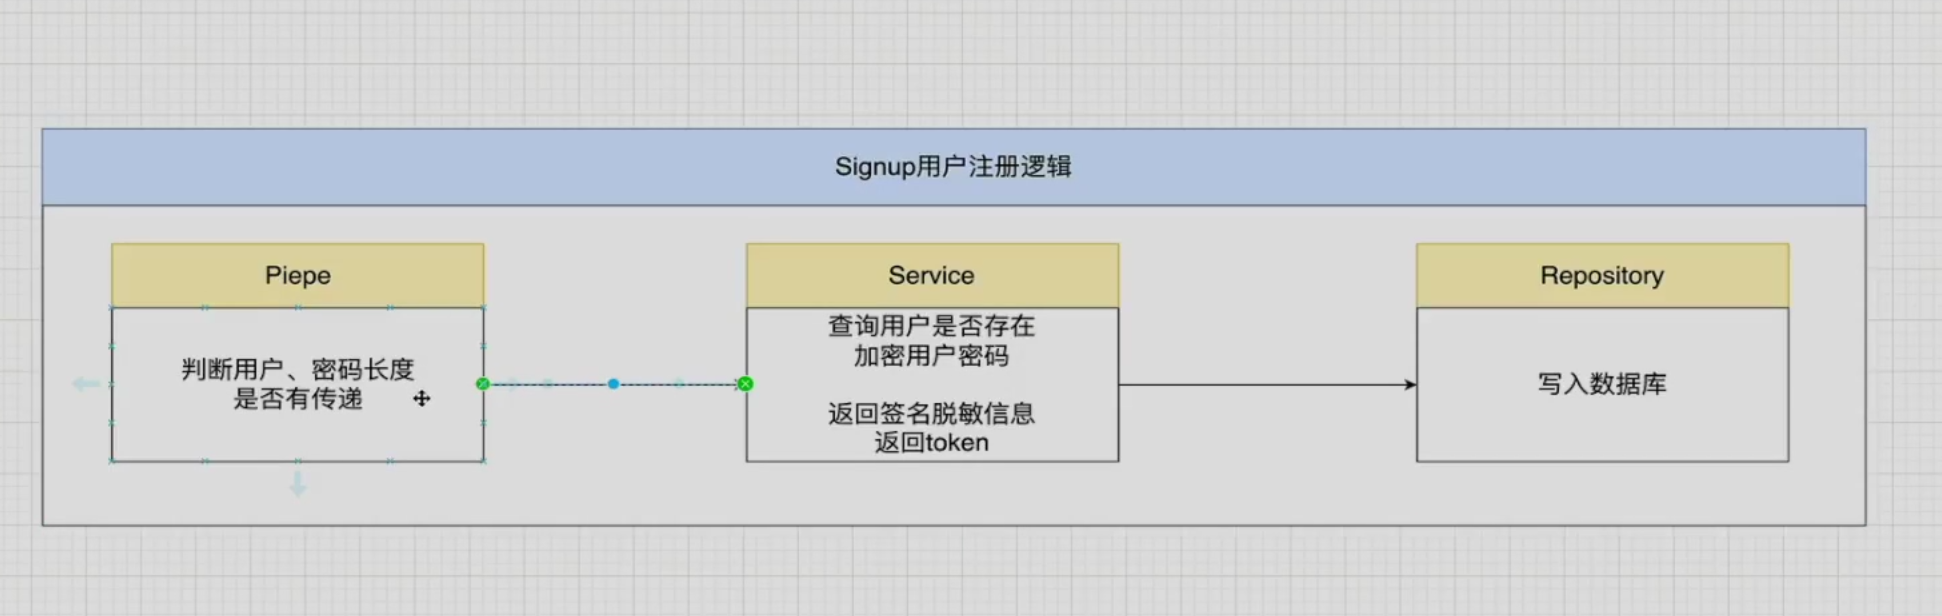 Signup用户注册逻辑
Piepe
Service
Repository
判断用户、密码长度
是否有传递
查询用户是否存在
加密用户密码
返回签名脱敏信息
返回token
写入数据库